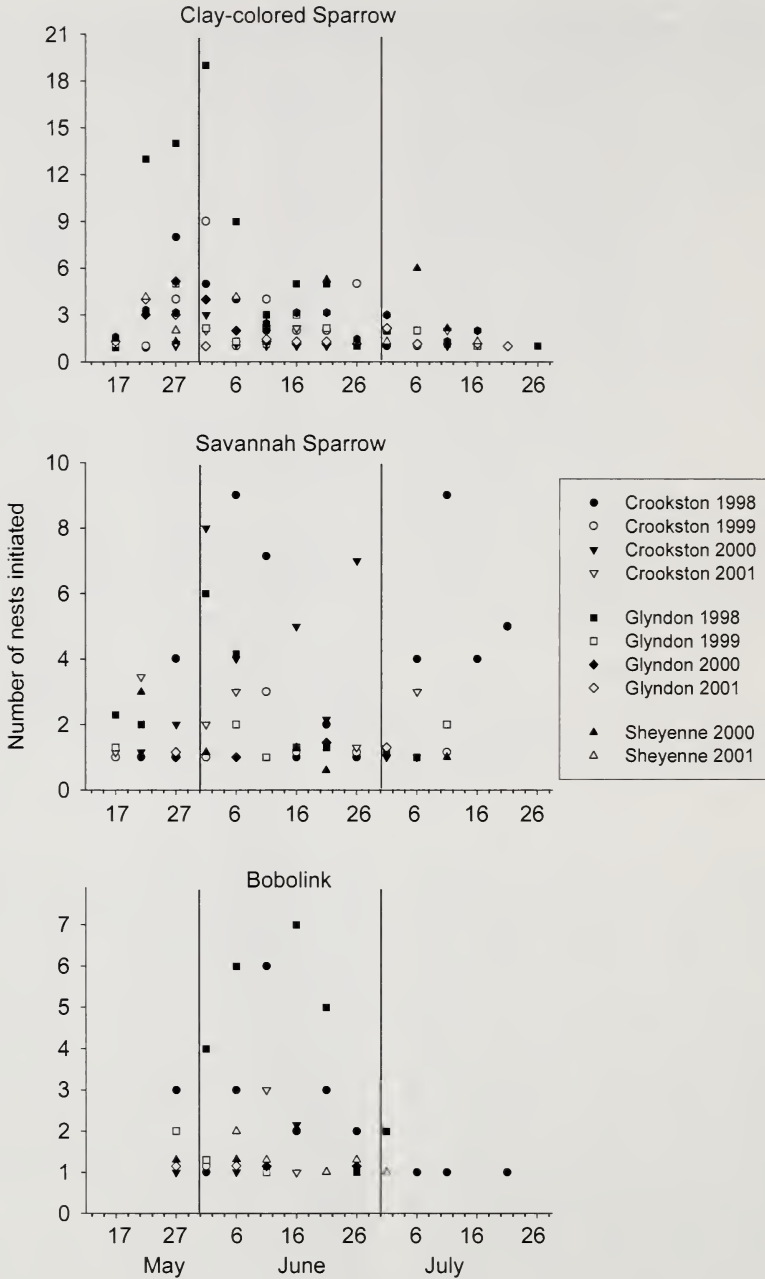 Clay-colored Sparrow
21
18
15
12
9
6
3
0
17 27 6 16 26 6 16 26
Savannah Sparrow
10
8
6
4
2
0
17 27 6 16 26 6 16 26
Number of nests initiated
Crookston 1998
Crookston 1999
Crookston 2000
Crookston 2001
Glyndon 1998
Glyndon 1999
Glyndon 2000
Glyndon 2001
Sheyenne 2000
Sheyenne 2001
Bobolink
7
6
5
4
3
2
1
0
17 27 6 16 26 6 16 26
May June July